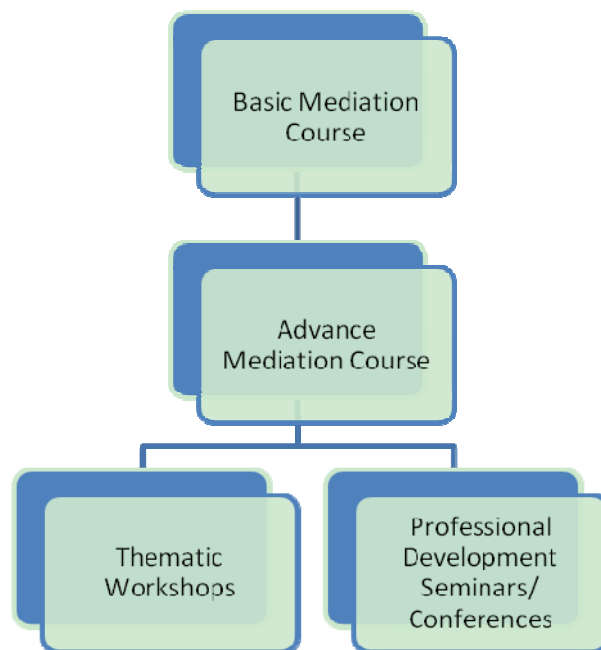 Basic Mediation
Course
Advance
Mediation Course
Thematic
Workshops
Professional
Development
Seminars/
Conferences